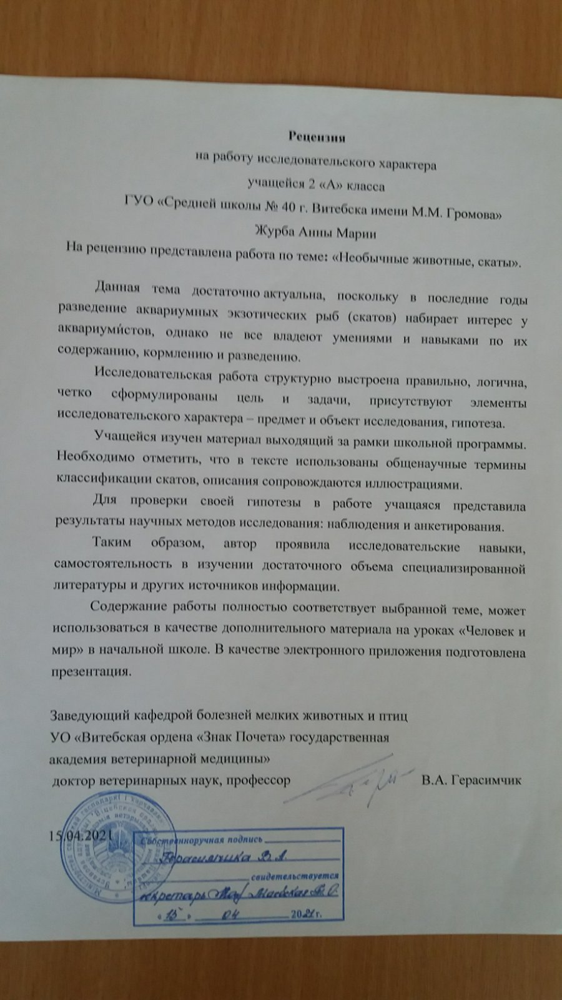 Рецензия
на работу исследовательского характера
учащейся 2 «А» класса
ГУО «Средней школы № 40 г. Витебска имени М.М. Громова»
Журба Анны Марии
На рецензию представлена работа по теме: «Необычные животные, скаты».
Данная тема достаточно актуальна, поскольку в последние годы
разведение аквариумных экзотических рыб (скатов) набирает интерес у
аквариуми́стов, однако не все владеют умениями и навыками по их
содержанию, кормлению и разведению.
Исследовательская работа структурно выстроена правильно, логична,
четко сформулированы цель и задачи, присутствуют элементы
исследовательского характера – предмет и объект исследования, гипотеза.
Учащейся изучен материал выходящий за рамки школьной программы.
Необходимо отметить, что в тексте использованы общенаучные термины
классификации скатов, описания сопровождаются иллюстрациями.
Для проверки своей гипотезы в работе учащаяся представила
результаты научных методов исследования: наблюдения и анкетирования.
Таким образом, автор проявила исследовательские навыки,
самостоятельность в изучении достаточного объема специализированной
литературы и других источников информации.
Содержание работы полностью соответствует выбранной теме, может
использоваться в качестве дополнительного материала на уроках «Человек и
мир» в начальной школе. В качестве электронного приложения подготовлена
презентация.
Заведующий кафедрой болезней мелких животных и птиц
УО «Витебская ордена «Знак Почета» государственная
академия ветеринарной медицины»
доктор ветеринарных наук, профессор В.А. Герасимчик
15.04.2021
Собственноручная подпись
Герасимчика В.А.
свидетельствуется
секретарь Маевская
« 15 » 04 2021 г.